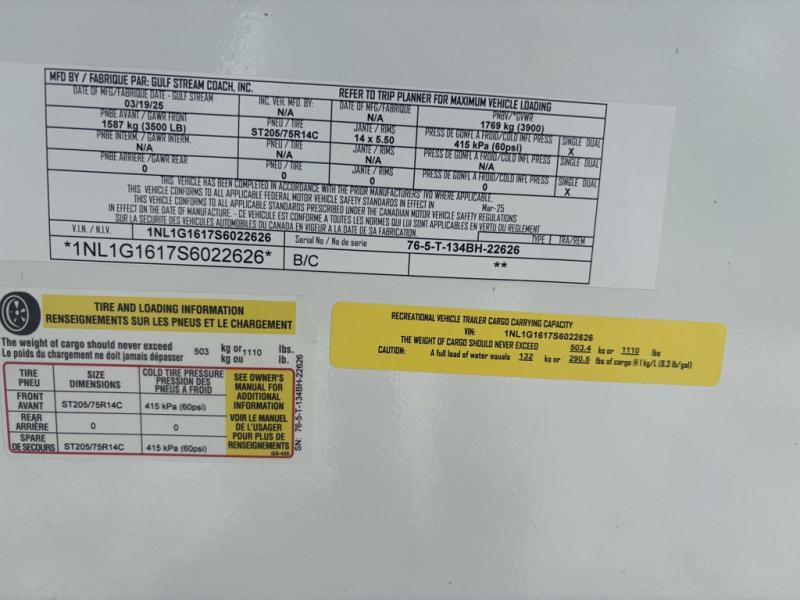 MFD BY / FABRIQUE PAR: GULF STREAM COACH, INC.
REFER TO TRIP PLANNER FOR MAXIMUM VEHICLE LOADING
DATE OF MFG/FABRIQUE DATE - GULF STREAM
03/19/25
INC. VEH. MFD. BY:
N/A
DATE OF MFG/FABRIQUE
N/A
PNBV/*GVWR
1769 kg (3900)
PNBE AVANT / GAWR FRONT
1587 kg (3500 LB)
PNEU / TIRE
ST205/75R14C
JANTE / RIMS
14 x 5.50
PRESS DE GONFL A FROID/COLD INFL PRESS
415 kPa (60psi)
SINGLE DUAL
X
PNBE INTERM. / GAWR INTERM.
N/A
PNEU / TIRE
N/A
JANTE / RIMS
N/A
PRESS DE GONFL A FROID/COLD INFL PRESS
N/A
SINGLE DUAL
PNBE ARRIERE /GAWR REAR
0
PNEU / TIRE
0
JANTE / RIMS
0
PRESS DE GONFL A FROID/COLD INFL PRESS
0
SINGLE DUAL
X
THIS VEHICLE HAS BEEN COMPLETED IN ACCORDANCE WITH THE PRIOR MANUFACTURERS' IVD WHERE APPLICABLE.
THIS VEHICLE CONFORMS TO ALL APPLICABLE FEDERAL MOTOR VEHICLE SAFETY STANDARDS IN EFFECT IN Mar-25
THIS VEHICLE CONFORMS TO ALL APPLICABLE STANDARDS PRESCRIBED UNDER THE CANADIAN MOTOR VEHICLE SAFETY REGULATIONS
IN EFFECT ON THE DATE OF MANUFACTURE. - CE VEHICULE EST CONFORME A TOUTES LES NORMES QUI LUI SONT APPLICABLES EN VERTU DU REGLEMENT
SUR LA SECURITE DES VEHICULES AUTOMOBILES DU CANADA EN VIGEUR A LA DATE DE SA FABRICATION.
V.I.N. / N.I.V. 1NL1G1617S6022626 Serial No / No de serie 76-5-T-134BH-22626 TYPE TRA/REM
*1NL1G1617S6022626* B/C **
TIRE AND LOADING INFORMATION
RENSEIGNEMENTS SUR LES PNEUS ET LE CHARGEMENT
The weight of cargo should never exceed
Le poids du chargement ne doit jamais dépasser
503 kg or 1110 lbs.
kg ou lb.
TIRE
PNEU
SIZE
DIMENSIONS
COLD TIRE PRESSURE
PRESSION DES
PNEUS A FROID
FRONT
AVANT
ST205/75R14C
415 kPa (60psi)
REAR
ARRIÈRE
0
0
SPARE
DE SECOURS
ST205/75R14C
415 kPa (60psi)
SEE OWNER'S
MANUAL FOR
ADDITIONAL
INFORMATION
VOIR LE MANUEL
DE L'USAGER
POUR PLUS DE
RENSEIGNEMENTS
SN: 76-5-T-134BH-22626
RECREATIONAL VEHICLE TRAILER CARGO CARRYING CAPACITY
VIN: 1NL1G1617S6022626
THE WEIGHT OF CARGO SHOULD NEVER EXCEED 503.4 kg or 1110 lbs
CAUTION: A full load of water equals 132 kg or 290.5 lbs of cargo @ 1 kg/L (8.3 lb/gal)